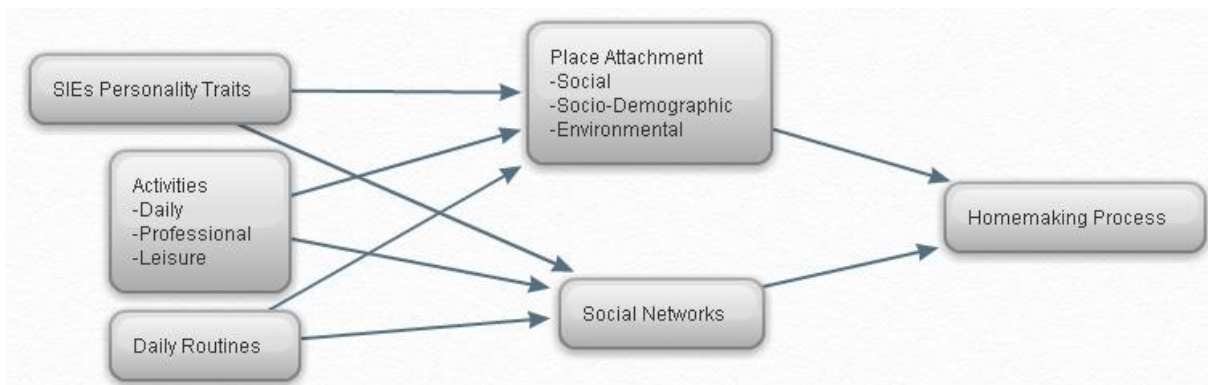 SIEs Personality Traits
Activities
-Daily
-Professional
-Leisure
Daily Routines
Place Attachment
-Social
-Socio-Demographic
-Environmental
Social Networks
Homemaking Process